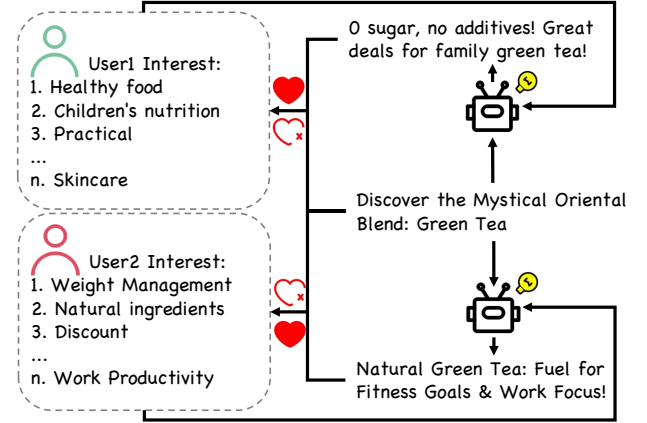 User1 Interest:
1. Healthy food
2. Children's nutrition
3. Practical
...
n. Skincare
User2 Interest:
1. Weight Management
2. Natural ingredients
3. Discount
...
n. Work Productivity
0 sugar, no additives! Great
deals for family green tea!
Discover the Mystical Oriental
Blend: Green Tea
Natural Green Tea: Fuel for
Fitness Goals & Work Focus!